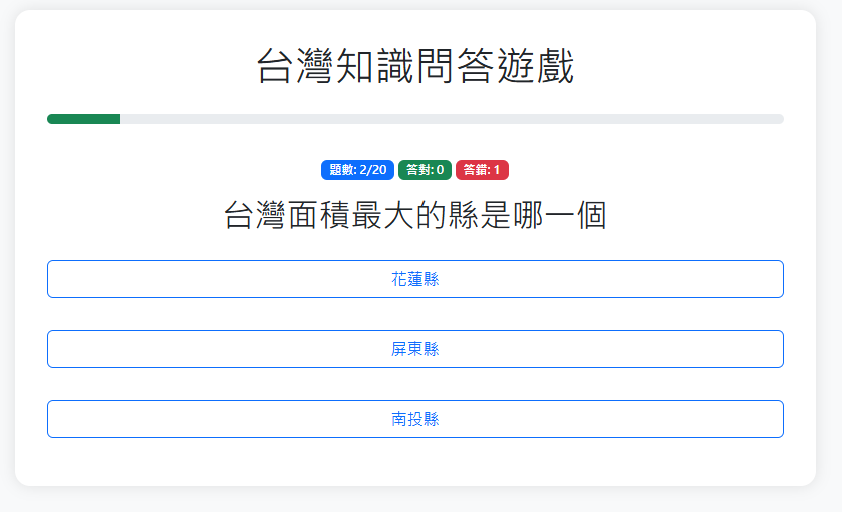 台灣知識問答遊戲
題數: 2/20 答對: 0 答錯: 1
台灣面積最大的縣是哪一個
花蓮縣
屏東縣
南投縣